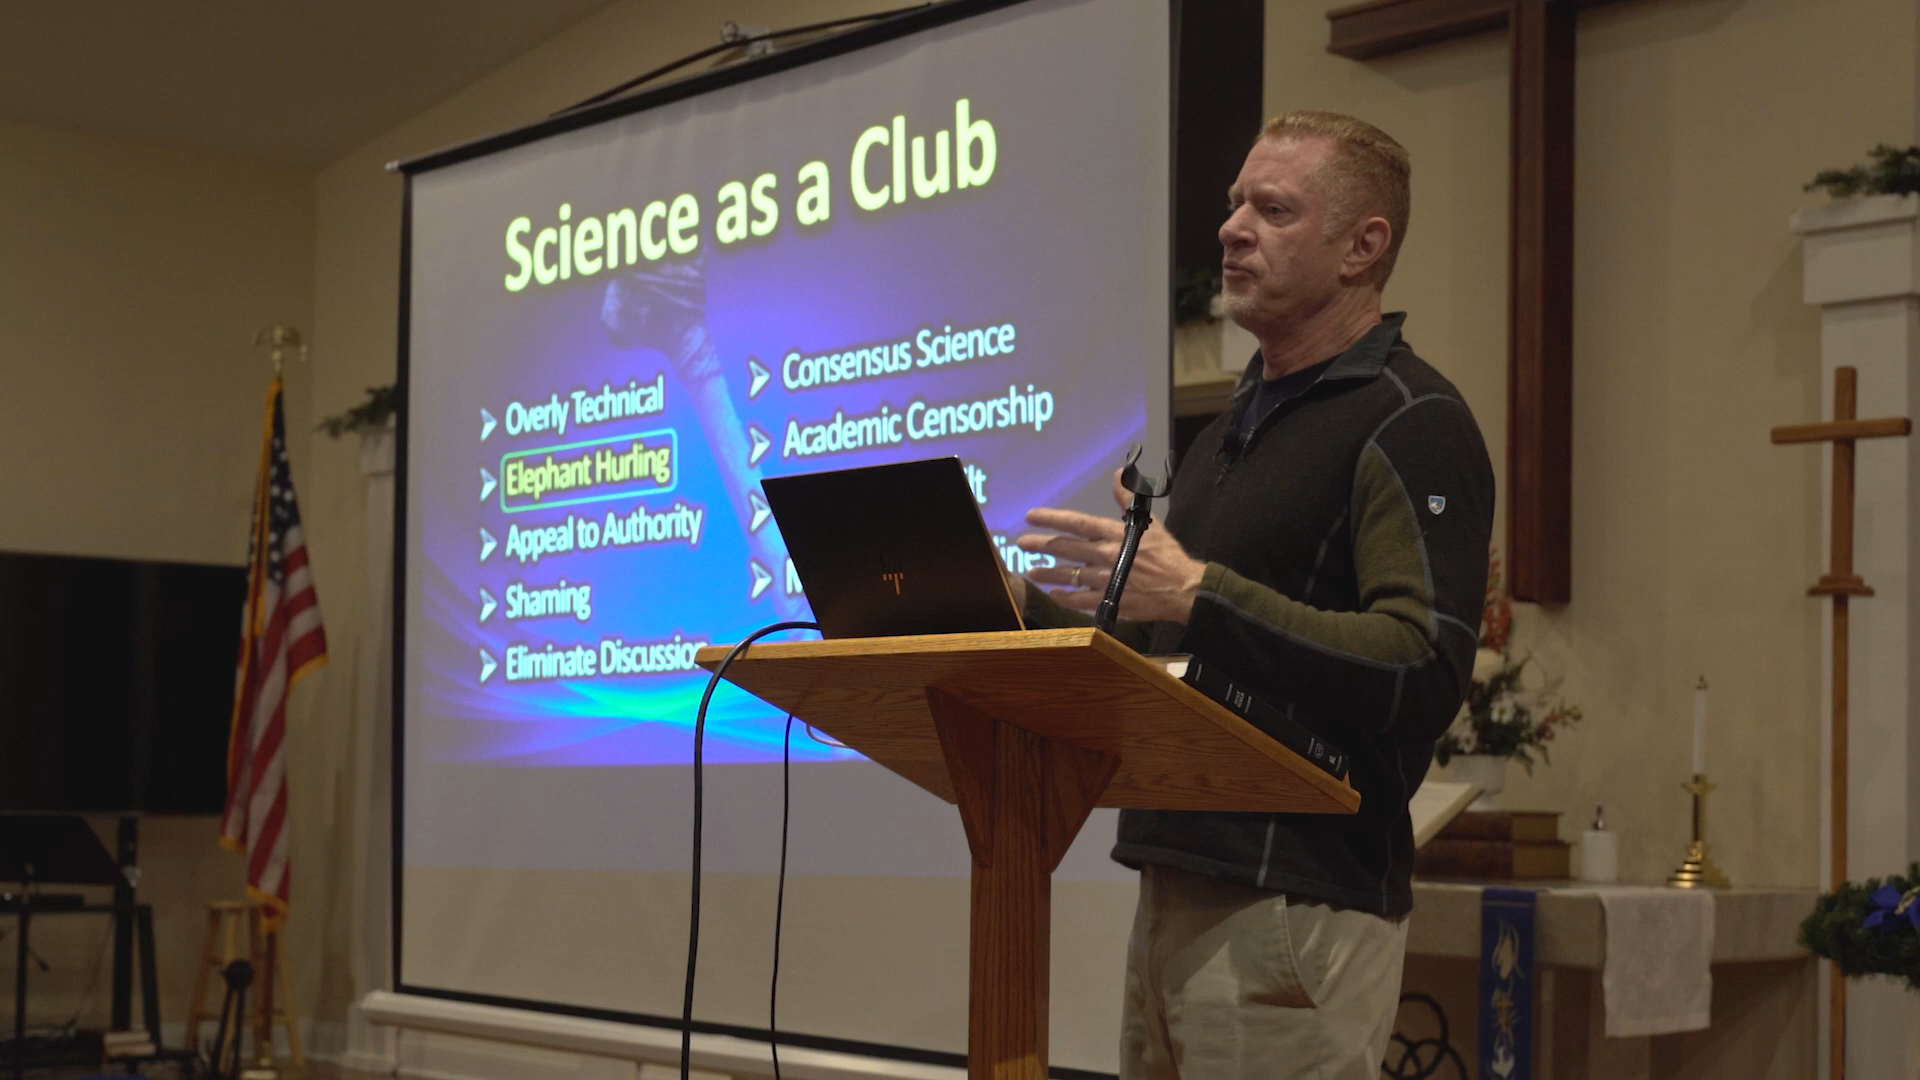 Science as a Club
Overly Technical
Elephant Hurling
Appeal to Authority
Shaming
Eliminate Discussion
Consensus Science
Academic Censorship